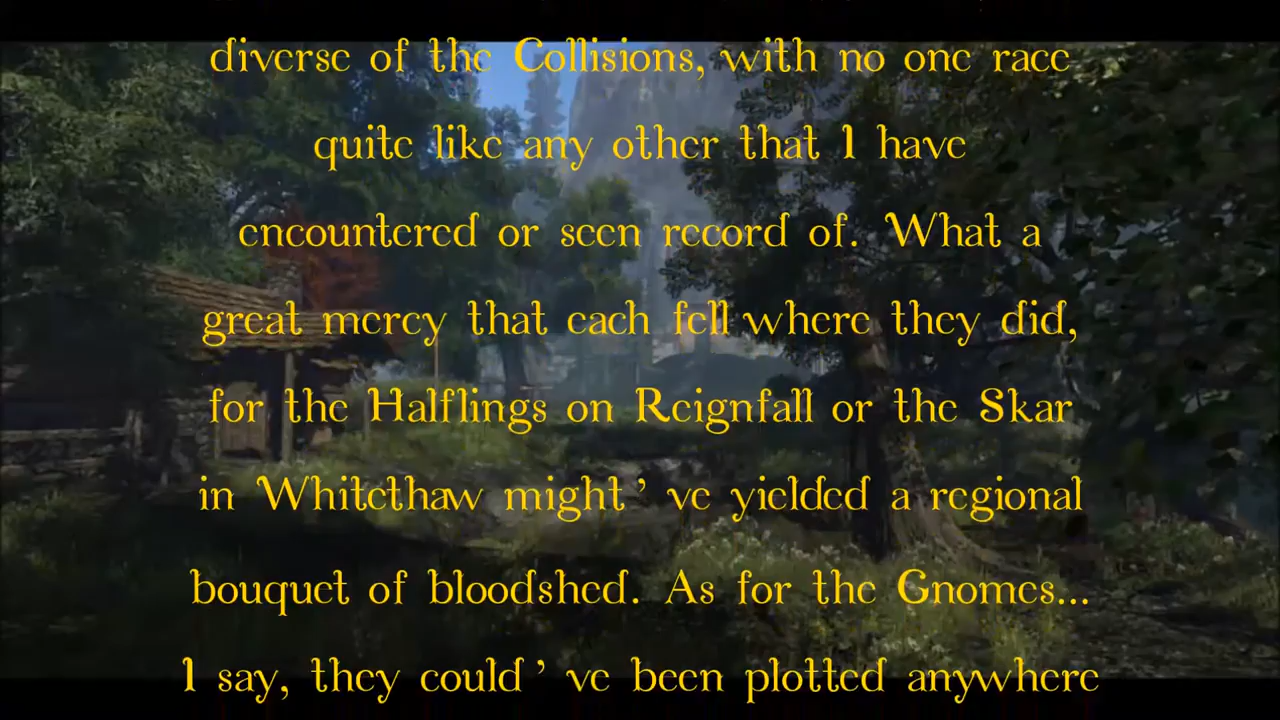 diverse of the Collisions, with no one race
quite like any other that I have
encountered or seen record of. What a
great mercy that each fell where they did,
for the Halflings on Reignfall or the Skar
in Whitethaw might've yielded a regional
bouquet of bloodshed. As for the Gnomes...
I say, they could've been plotted anywhere